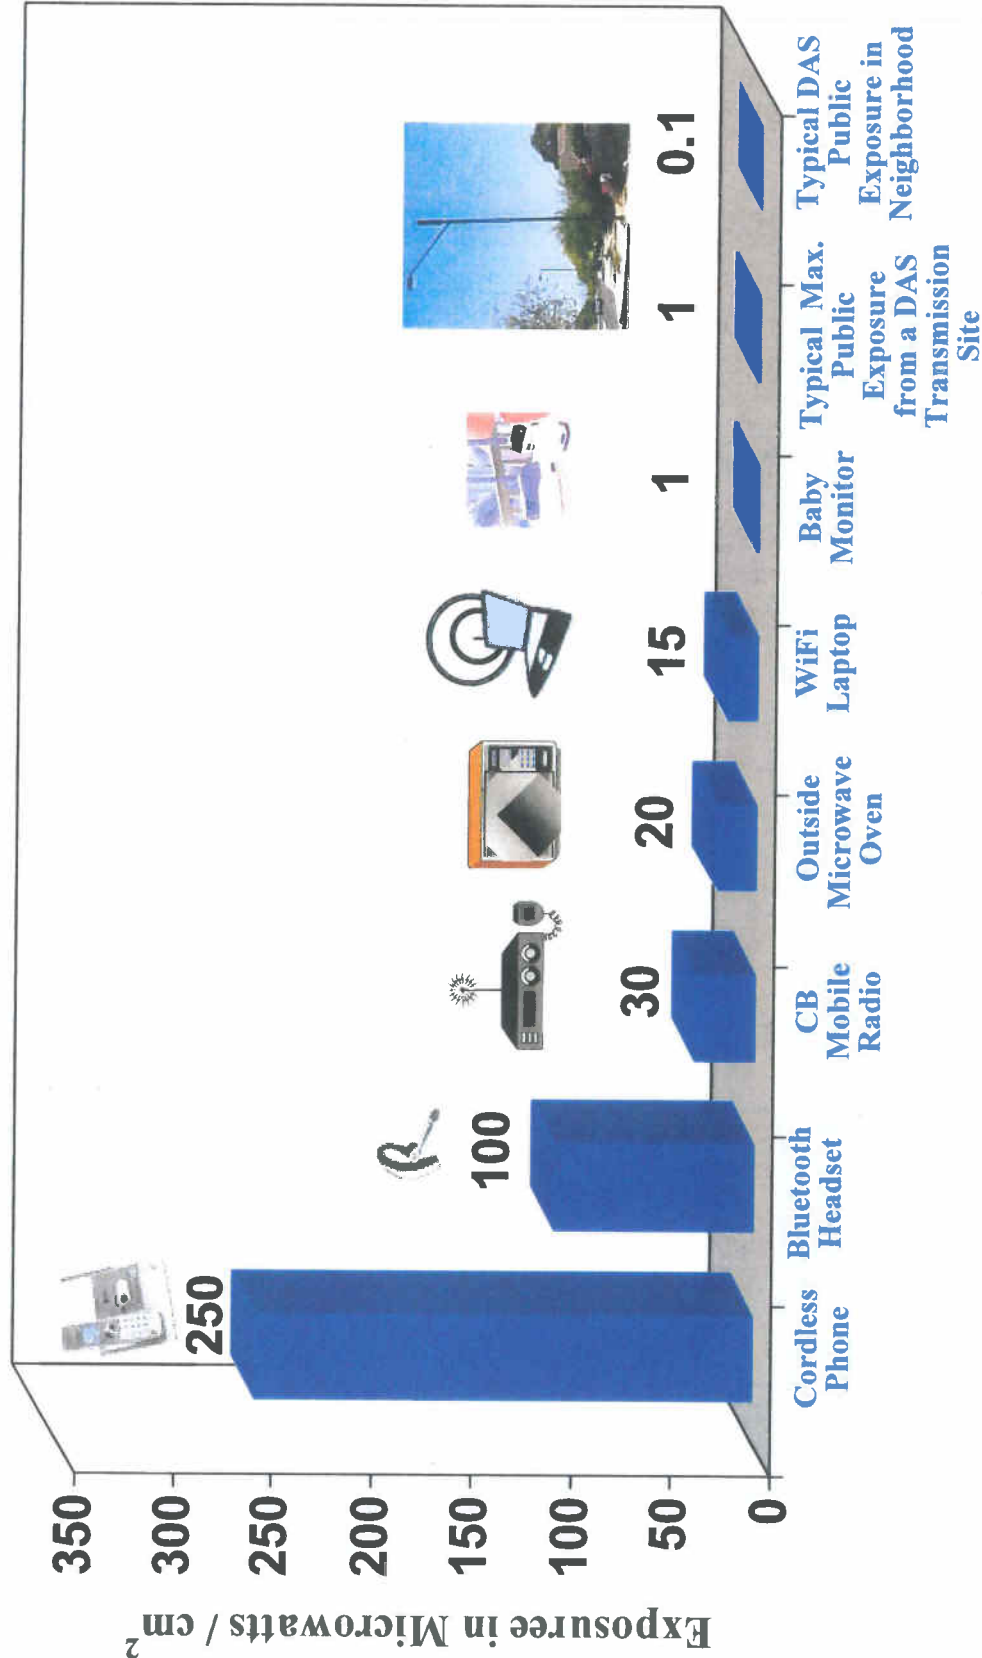 Exposuree in Microwatts / cm²
350
300
250
200
150
100
50
0
250
100
30
20
15
1
1
0.1
Cordless
Phone
Bluetooth
Headset
CB
Mobile
Radio
Outside
Microwave
Oven
WiFi
Laptop
Baby
Monitor
Typical Max.
Public
Exposure
from a DAS
Transmission
Site
Typical DAS
Public
Exposure in
Neighborhood